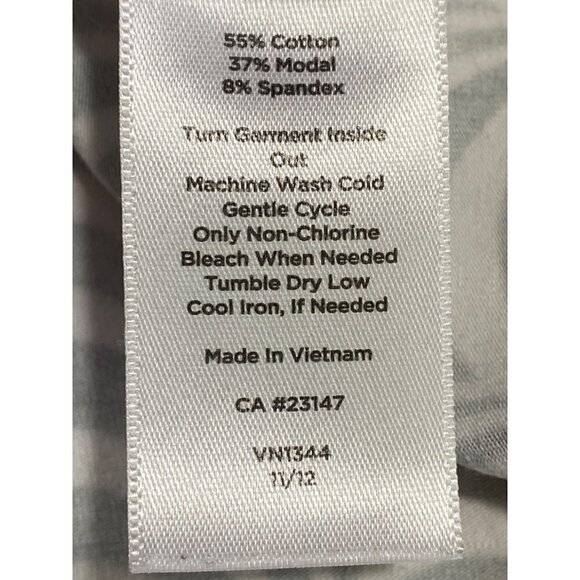 55% Cotton
37% Modal
8% Spandex
Turn Garment Inside
Out
Machine Wash Cold
Gentle Cycle
Only Non-Chlorine
Bleach When Needed
Tumble Dry Low
Cool Iron, If Needed
Made In Vietnam
CA #23147
VN1344
11/12